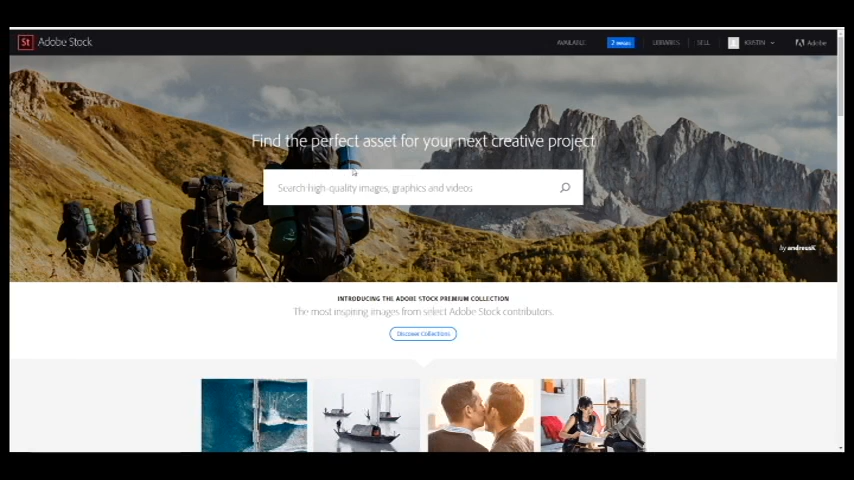 St Adobe Stock
AVAILABLE
LIBRARIES
SELL
KRISTIN
Adobe
Find the perfect asset for your next creative project
Search high-quality images, graphics and videos
by andreusK
INTRODUCING THE ADOBE STOCK PREMIUM COLLECTION
The most inspiring images from select Adobe Stock contributors.
Discover Collections